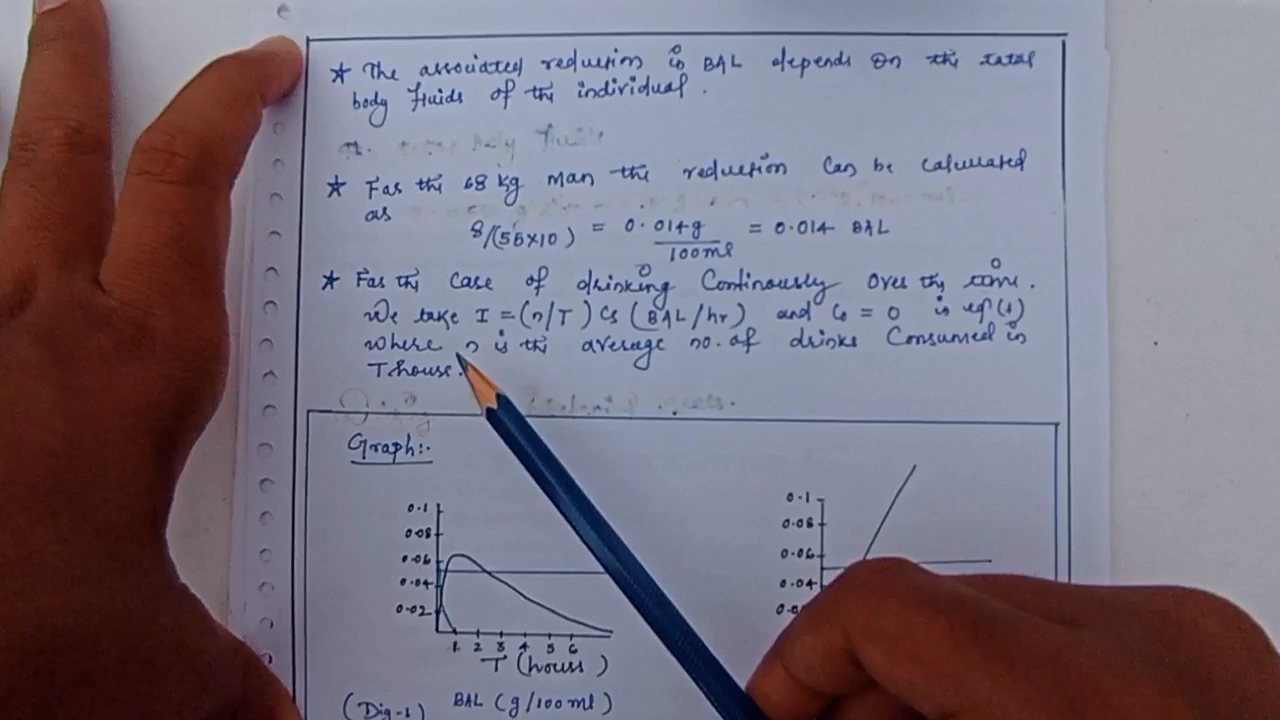 * The associated reduction in BAL depends on the total
body fluids of the individual.
* For the 68 kg man the reduction can be calculated
as
8/(56×10) = 0.014g/100ml = 0.014 BAL
* For the case of drinking Continously over the time.
We take I = (n/T) Cs (BAL/hr) and C0 = 0 in eqn(1)
where n is the average no. of drinks Consumed in
T hours.
Graph:-
0.1
0.08
0.06
0.04
0.02
1 2 3 4 5 6
T (hours)
(Dig-1) BAL (g/100ml)
0.1
0.08
0.06
0.04